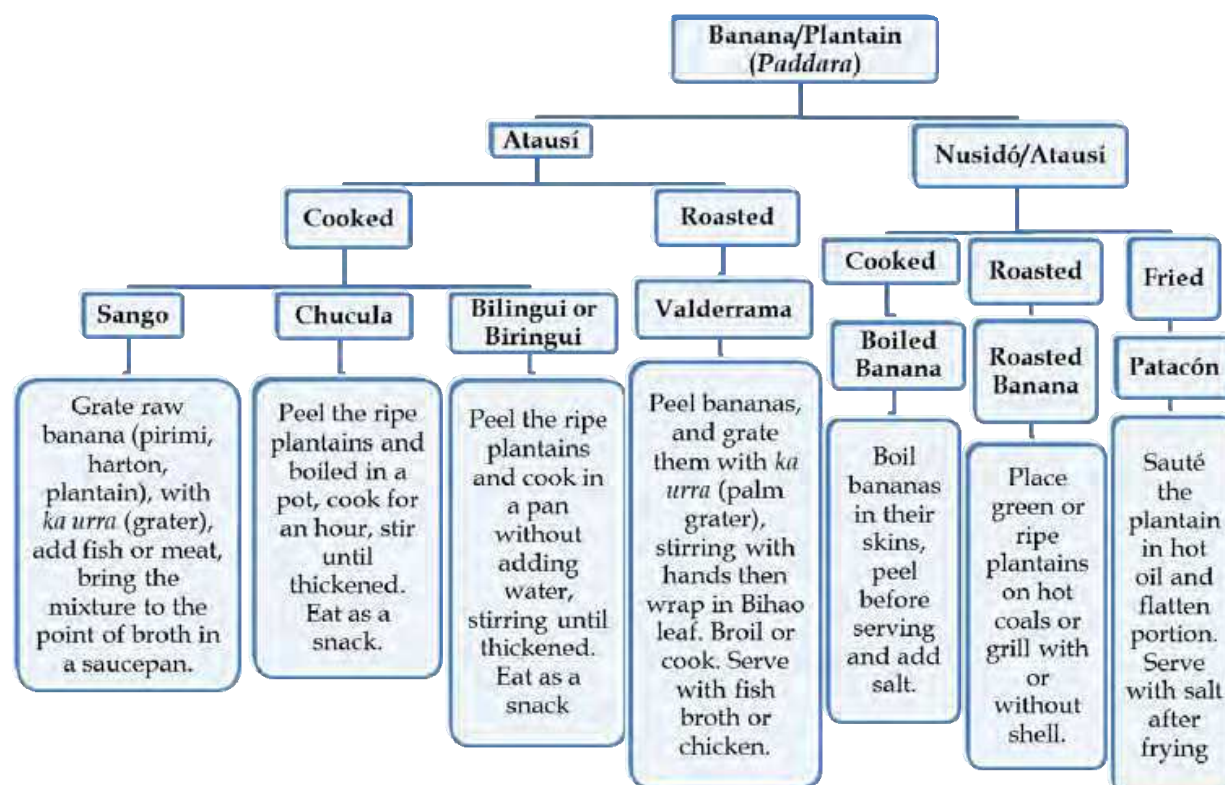 Banana/Plantain
(Paddara)
Atausí
Nusidó/Atausí
Cooked
Roasted
Cooked
Roasted
Fried
Sango
Chucula
Bilingui or
Biringui
Valderrama
Boiled
Banana
Roasted
Banana
Patacón
Grate raw
banana (pirimi,
harton,
plantain), with
ka urra (grater),
add fish or meat,
bring the
mixture to the
point of broth in
a saucepan.
Peel the ripe
plantains and
boiled in a
pot, cook for
an hour, stir
until
thickened.
Eat as a
snack.
Peel the ripe
plantains
and cook in
a pan
without
adding
water,
stirring until
thickened.
Eat as a
snack
Peel bananas,
and grate
them with ka
urra (palm
grater),
stirring with
hands then
wrap in Bihao
leaf. Broil or
cook. Serve
with fish
broth or
chicken.
Boil
bananas
in their
skins,
peel
before
serving
and add
salt.
Place
green or
ripe
plantains
on hot
coals or
grill with
or
without
shell.
Sauté
the
plantain
in hot
oil and
flatten
portion.
Serve
with salt
after
frying